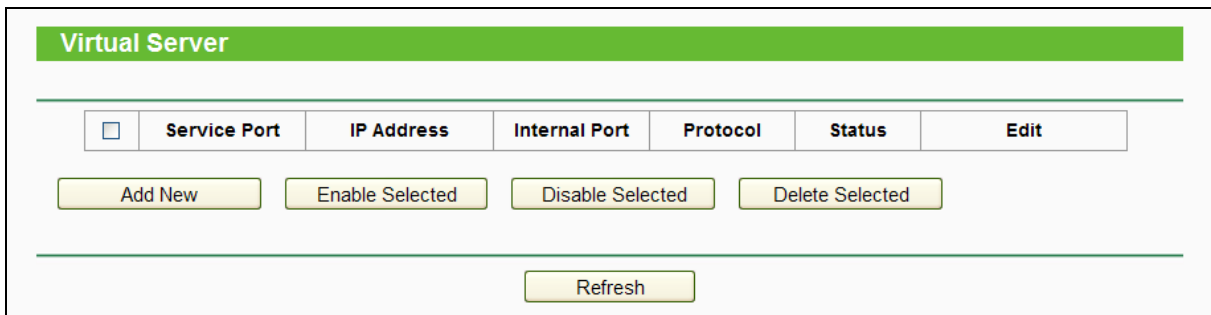 Virtual Server
Service Port IP Address Internal Port Protocol Status Edit
Add New Enable Selected Disable Selected Delete Selected
Refresh